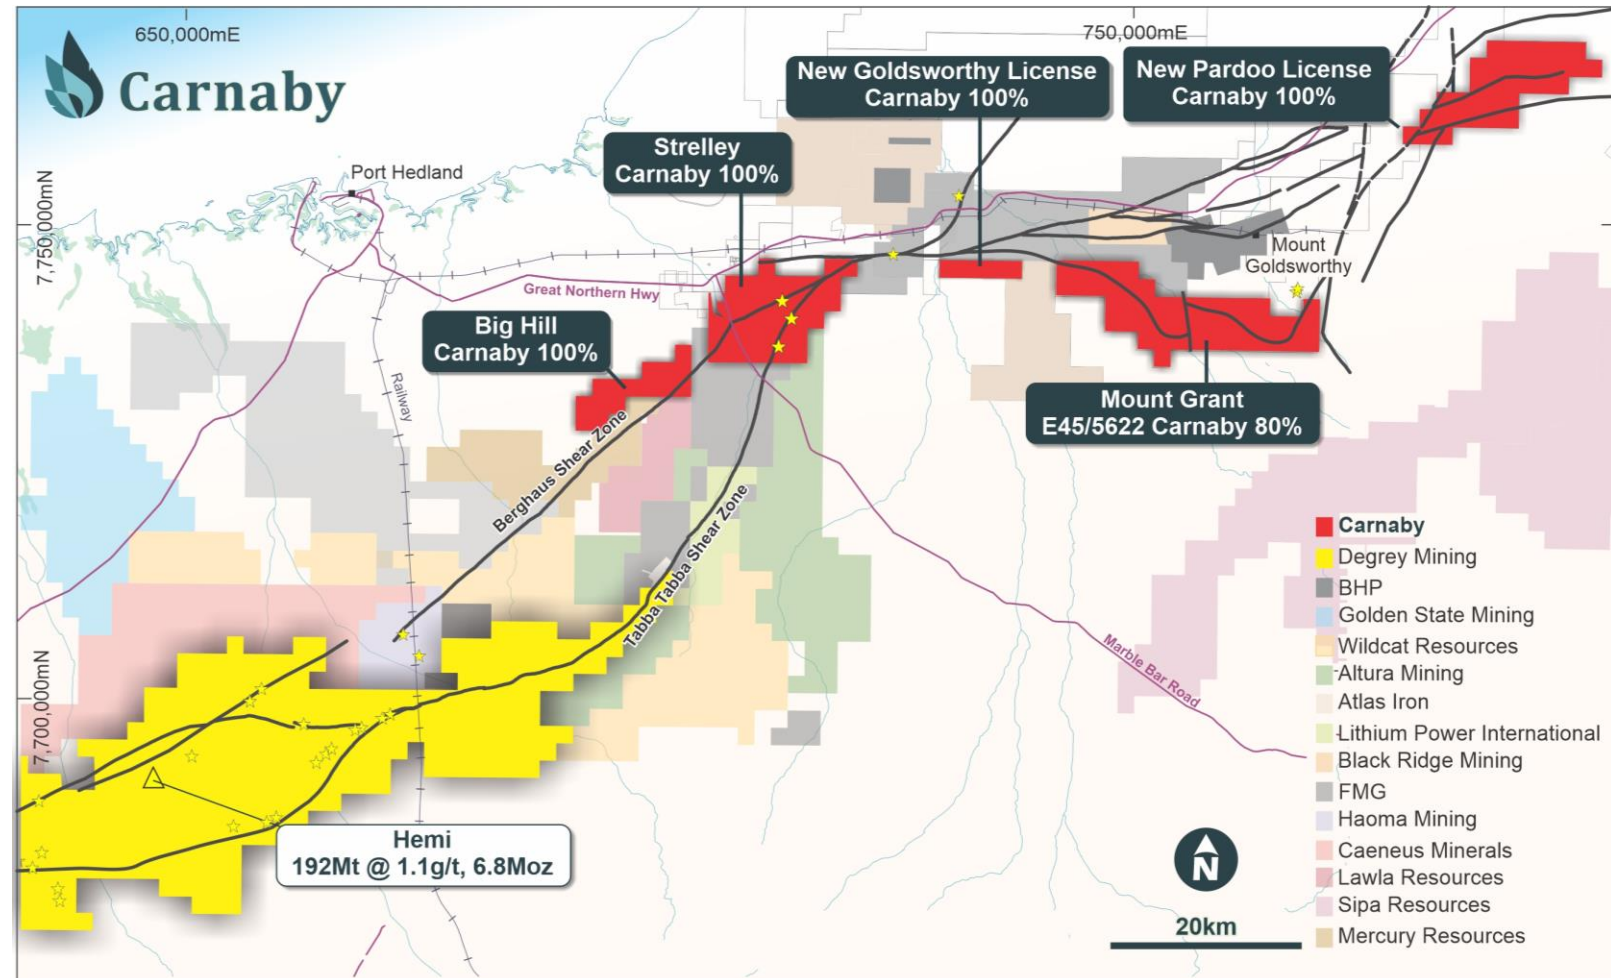 650,000mE
750,000mE
Carnaby
New Goldsworthy License
Carnaby 100%
New Pardoo License
Carnaby 100%
Strelley
Carnaby 100%
Port Hedland
7,750,000mN
Mount
Goldsworthy
Great Northern Hwy
Big Hill
Carnaby 100%
Railway
Mount Grant
E45/5622 Carnaby 80%
Berghaus Shear Zone
Tabba Tabba Shear Zone
Marble Bar Road
7,700,000mN
Hemi
192Mt @ 1.1g/t, 6.8Moz
Carnaby
Degrey Mining
BHP
Golden State Mining
Wildcat Resources
Altura Mining
Atlas Iron
Lithium Power International
Black Ridge Mining
FMG
Haoma Mining
Caeneus Minerals
Lawla Resources
Sipa Resources
Mercury Resources
N
20km